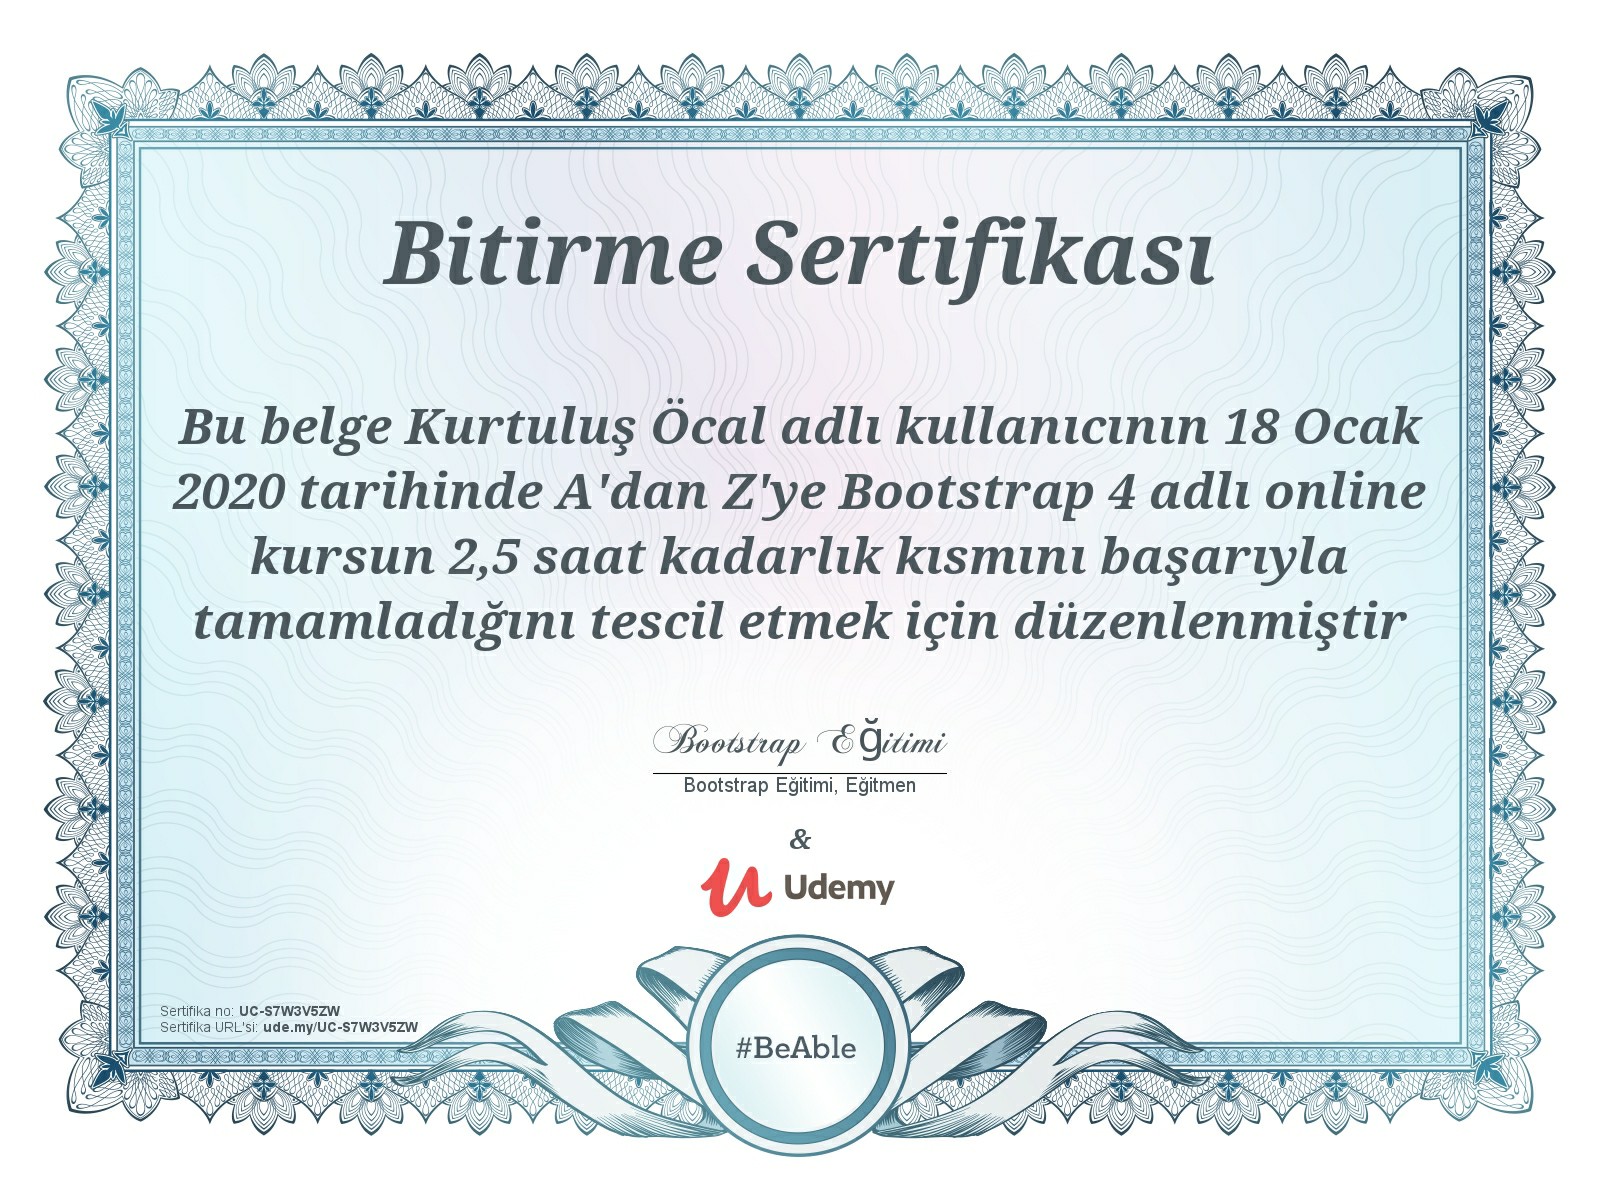 Bitirme Sertifikası
Bu belge Kurtuluş Öcal adlı kullanıcının 18 Ocak
2020 tarihinde A'dan Z'ye Bootstrap 4 adlı online
kursun 2,5 saat kadarlık kısmını başarıyla
tamamladığını tescil etmek için düzenlenmiştir
Bootstrap Eğitimi
Bootstrap Eğitimi, Eğitmen
&
Udemy
Sertifika no: UC-S7W3V5ZW
Sertifika URL'si: ude.my/UC-S7W3V5ZW
#BeAble